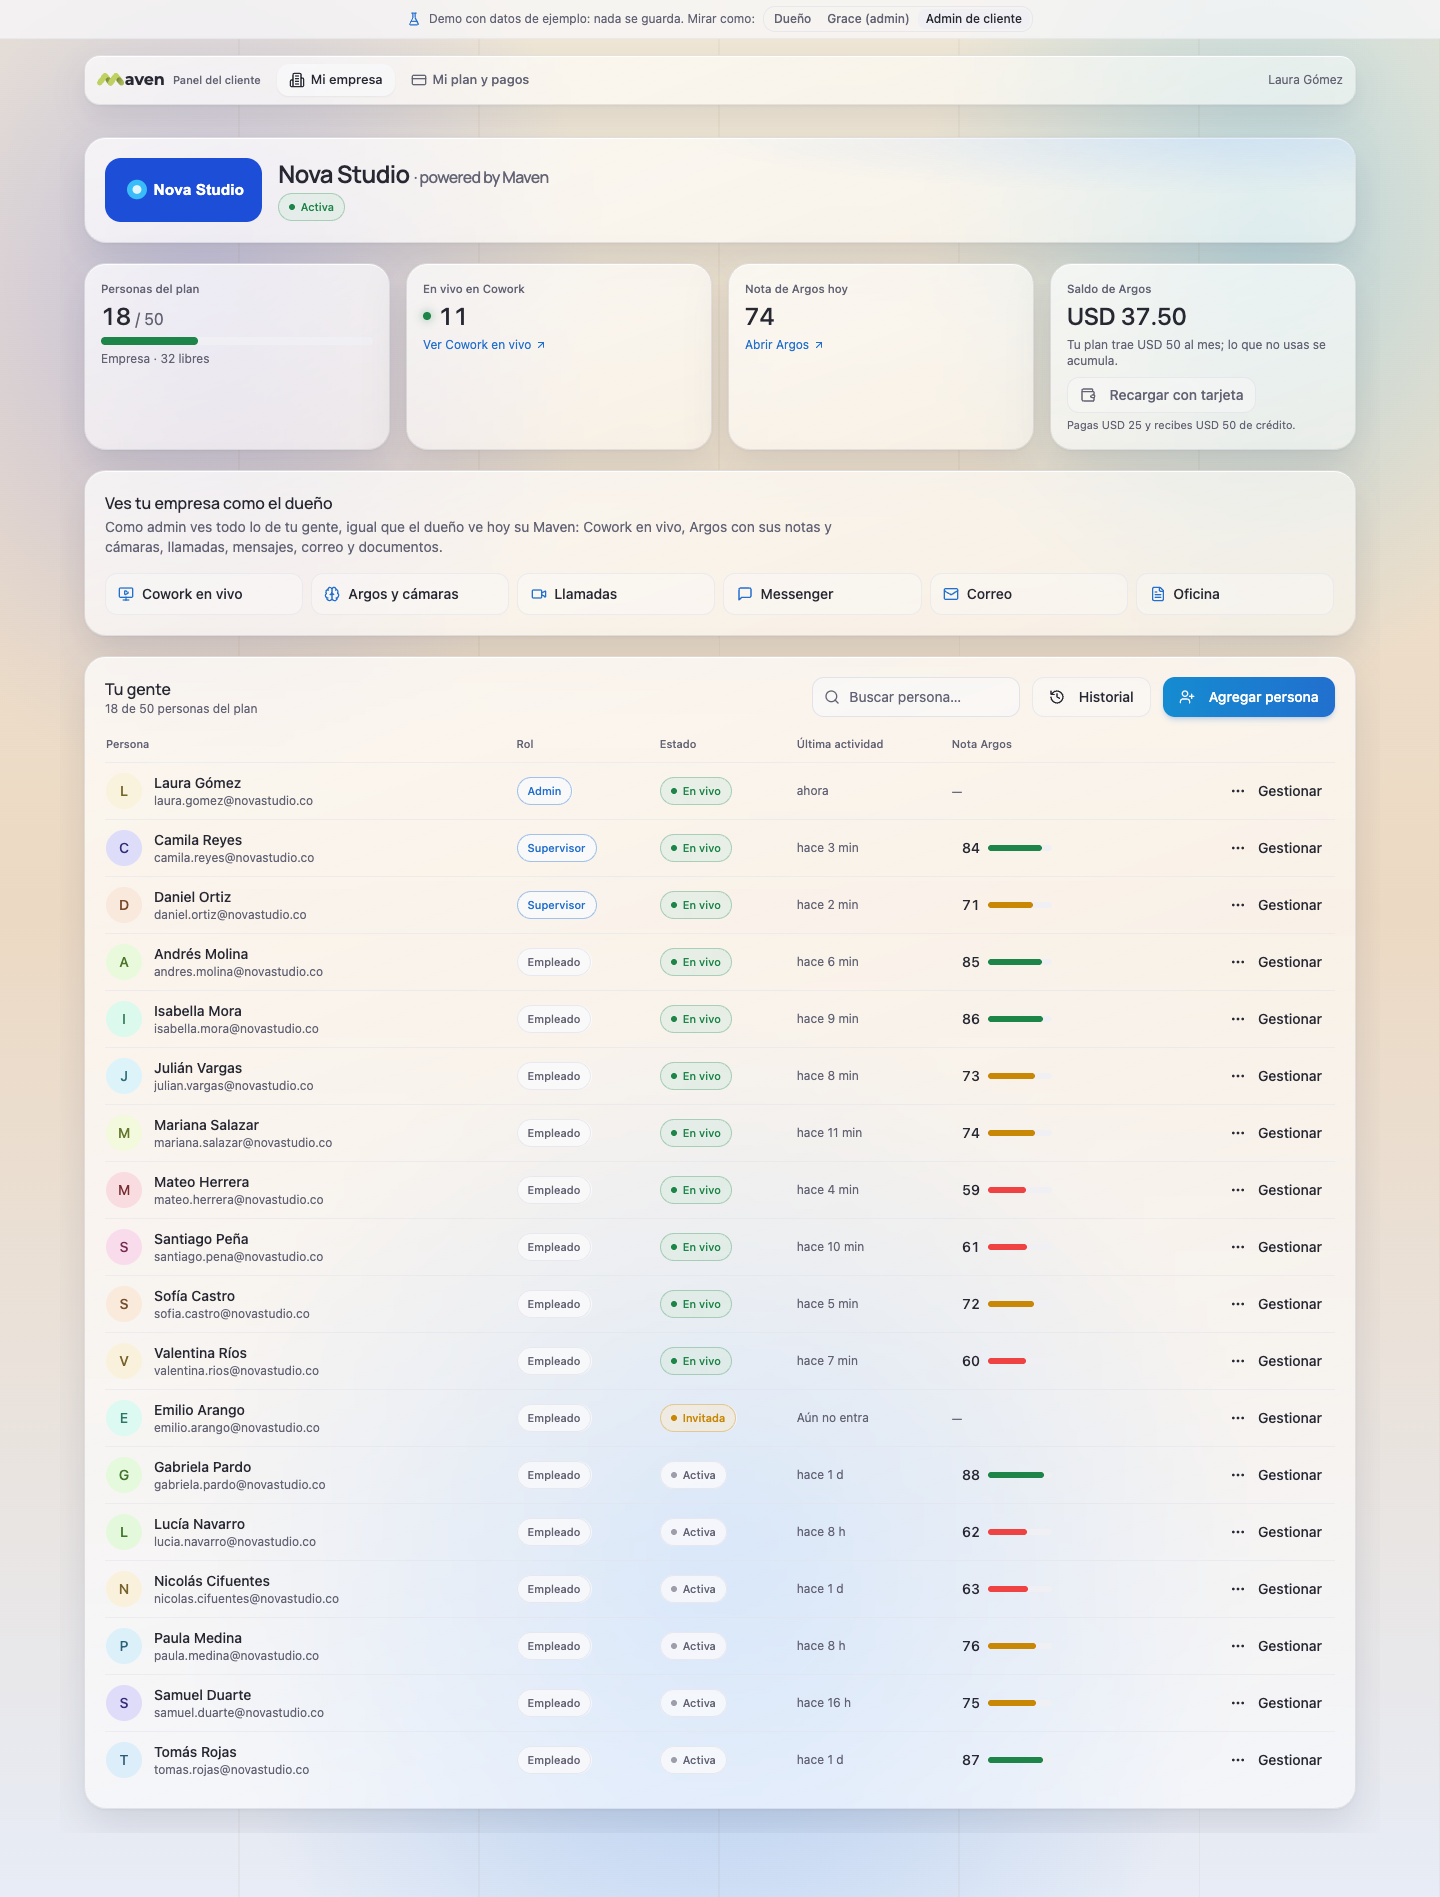 Demo con datos de ejemplo: nada se guarda. Mirar como: Dueño Grace (admin) Admin de cliente
Maven Panel del cliente Mi empresa Mi plan y pagos Laura Gómez
Nova Studio
Nova Studio · powered by Maven
Activa
Personas del plan
18 / 50
Empresa · 32 libres
En vivo en Cowork
11
Ver Cowork en vivo
Nota de Argos hoy
74
Abrir Argos
Saldo de Argos
USD 37.50
Tu plan trae USD 50 al mes; lo que no usas se
acumula.
Recargar con tarjeta
Pagas USD 25 y recibes USD 50 de crédito.
Ves tu empresa como el dueño
Como admin ves todo lo de tu gente, igual que el dueño ve hoy su Maven: Cowork en vivo, Argos con sus notas y
cámaras, llamadas, mensajes, correo y documentos.
Cowork en vivo Argos y cámaras Llamadas Messenger Correo Oficina
Tu gente
18 de 50 personas del plan
Buscar persona... Historial Agregar persona
Persona Rol Estado Última actividad Nota Argos
L Laura Gómez Admin En vivo ahora — Gestionar
laura.gomez@novastudio.co
C Camila Reyes Supervisor En vivo hace 3 min 84 Gestionar
camila.reyes@novastudio.co
D Daniel Ortiz Supervisor En vivo hace 2 min 71 Gestionar
daniel.ortiz@novastudio.co
A Andrés Molina Empleado En vivo hace 6 min 85 Gestionar
andres.molina@novastudio.co
I Isabella Mora Empleado En vivo hace 9 min 86 Gestionar
isabella.mora@novastudio.co
J Julián Vargas Empleado En vivo hace 8 min 73 Gestionar
julian.vargas@novastudio.co
M Mariana Salazar Empleado En vivo hace 11 min 74 Gestionar
mariana.salazar@novastudio.co
M Mateo Herrera Empleado En vivo hace 4 min 59 Gestionar
mateo.herrera@novastudio.co
S Santiago Peña Empleado En vivo hace 10 min 61 Gestionar
santiago.pena@novastudio.co
S Sofía Castro Empleado En vivo hace 5 min 72 Gestionar
sofia.castro@novastudio.co
V Valentina Ríos Empleado En vivo hace 7 min 60 Gestionar
valentina.rios@novastudio.co
E Emilio Arango Empleado Invitada Aún no entra — Gestionar
emilio.arango@novastudio.co
G Gabriela Pardo Empleado Activa hace 1 d 88 Gestionar
gabriela.pardo@novastudio.co
L Lucía Navarro Empleado Activa hace 8 h 62 Gestionar
lucia.navarro@novastudio.co
N Nicolás Cifuentes Empleado Activa hace 1 d 63 Gestionar
nicolas.cifuentes@novastudio.co
P Paula Medina Empleado Activa hace 8 h 76 Gestionar
paula.medina@novastudio.co
S Samuel Duarte Empleado Activa hace 16 h 75 Gestionar
samuel.duarte@novastudio.co
T Tomás Rojas Empleado Activa hace 1 d 87 Gestionar
tomas.rojas@novastudio.co